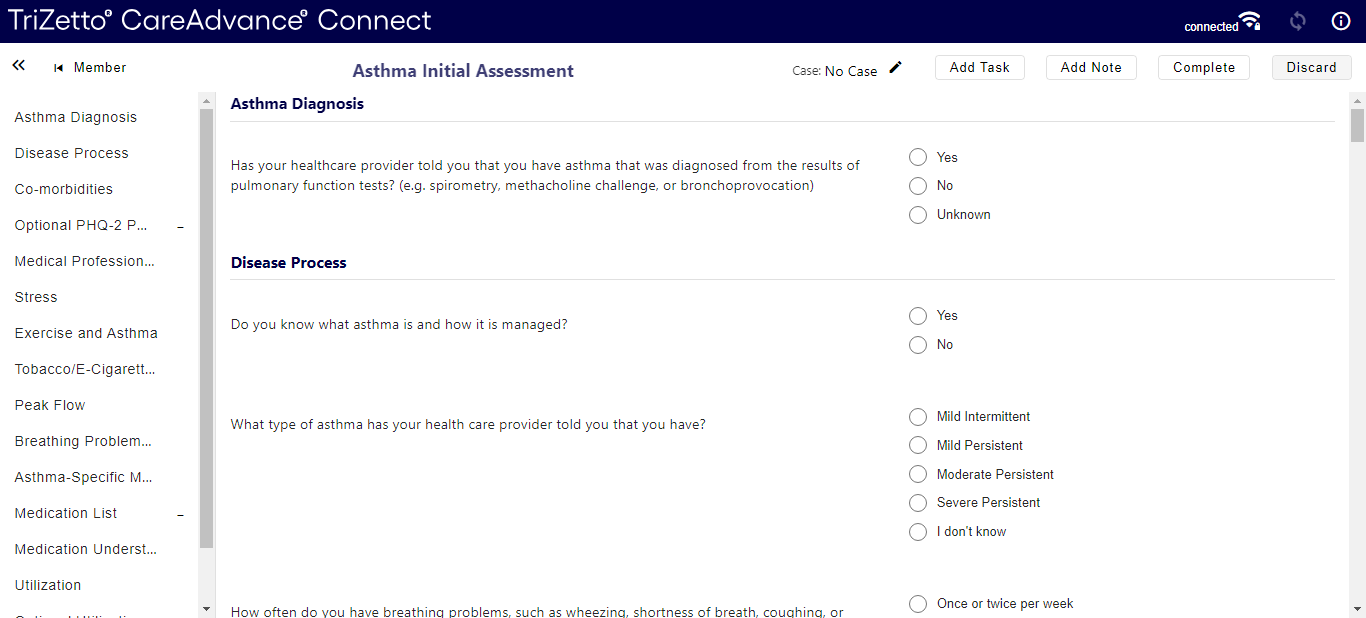 TriZetto® CareAdvance® Connect
connected
Member
Asthma Initial Assessment
Case: No Case
Add Task
Add Note
Complete
Discard
Asthma Diagnosis
Disease Process
Co-morbidities
Optional PHQ-2 P...
Medical Profession...
Stress
Exercise and Asthma
Tobacco/E-Cigarett...
Peak Flow
Breathing Problem...
Asthma-Specific M...
Medication List
Medication Underst...
Utilization
Asthma Diagnosis
Has your healthcare provider told you that you have asthma that was diagnosed from the results of
pulmonary function tests? (e.g. spirometry, methacholine challenge, or bronchoprovocation)
Yes
No
Unknown
Disease Process
Do you know what asthma is and how it is managed?
Yes
No
What type of asthma has your health care provider told you that you have?
Mild Intermittent
Mild Persistent
Moderate Persistent
Severe Persistent
I don't know
How often do you have breathing problems, such as wheezing, shortness of breath, coughing, or
Once or twice per week